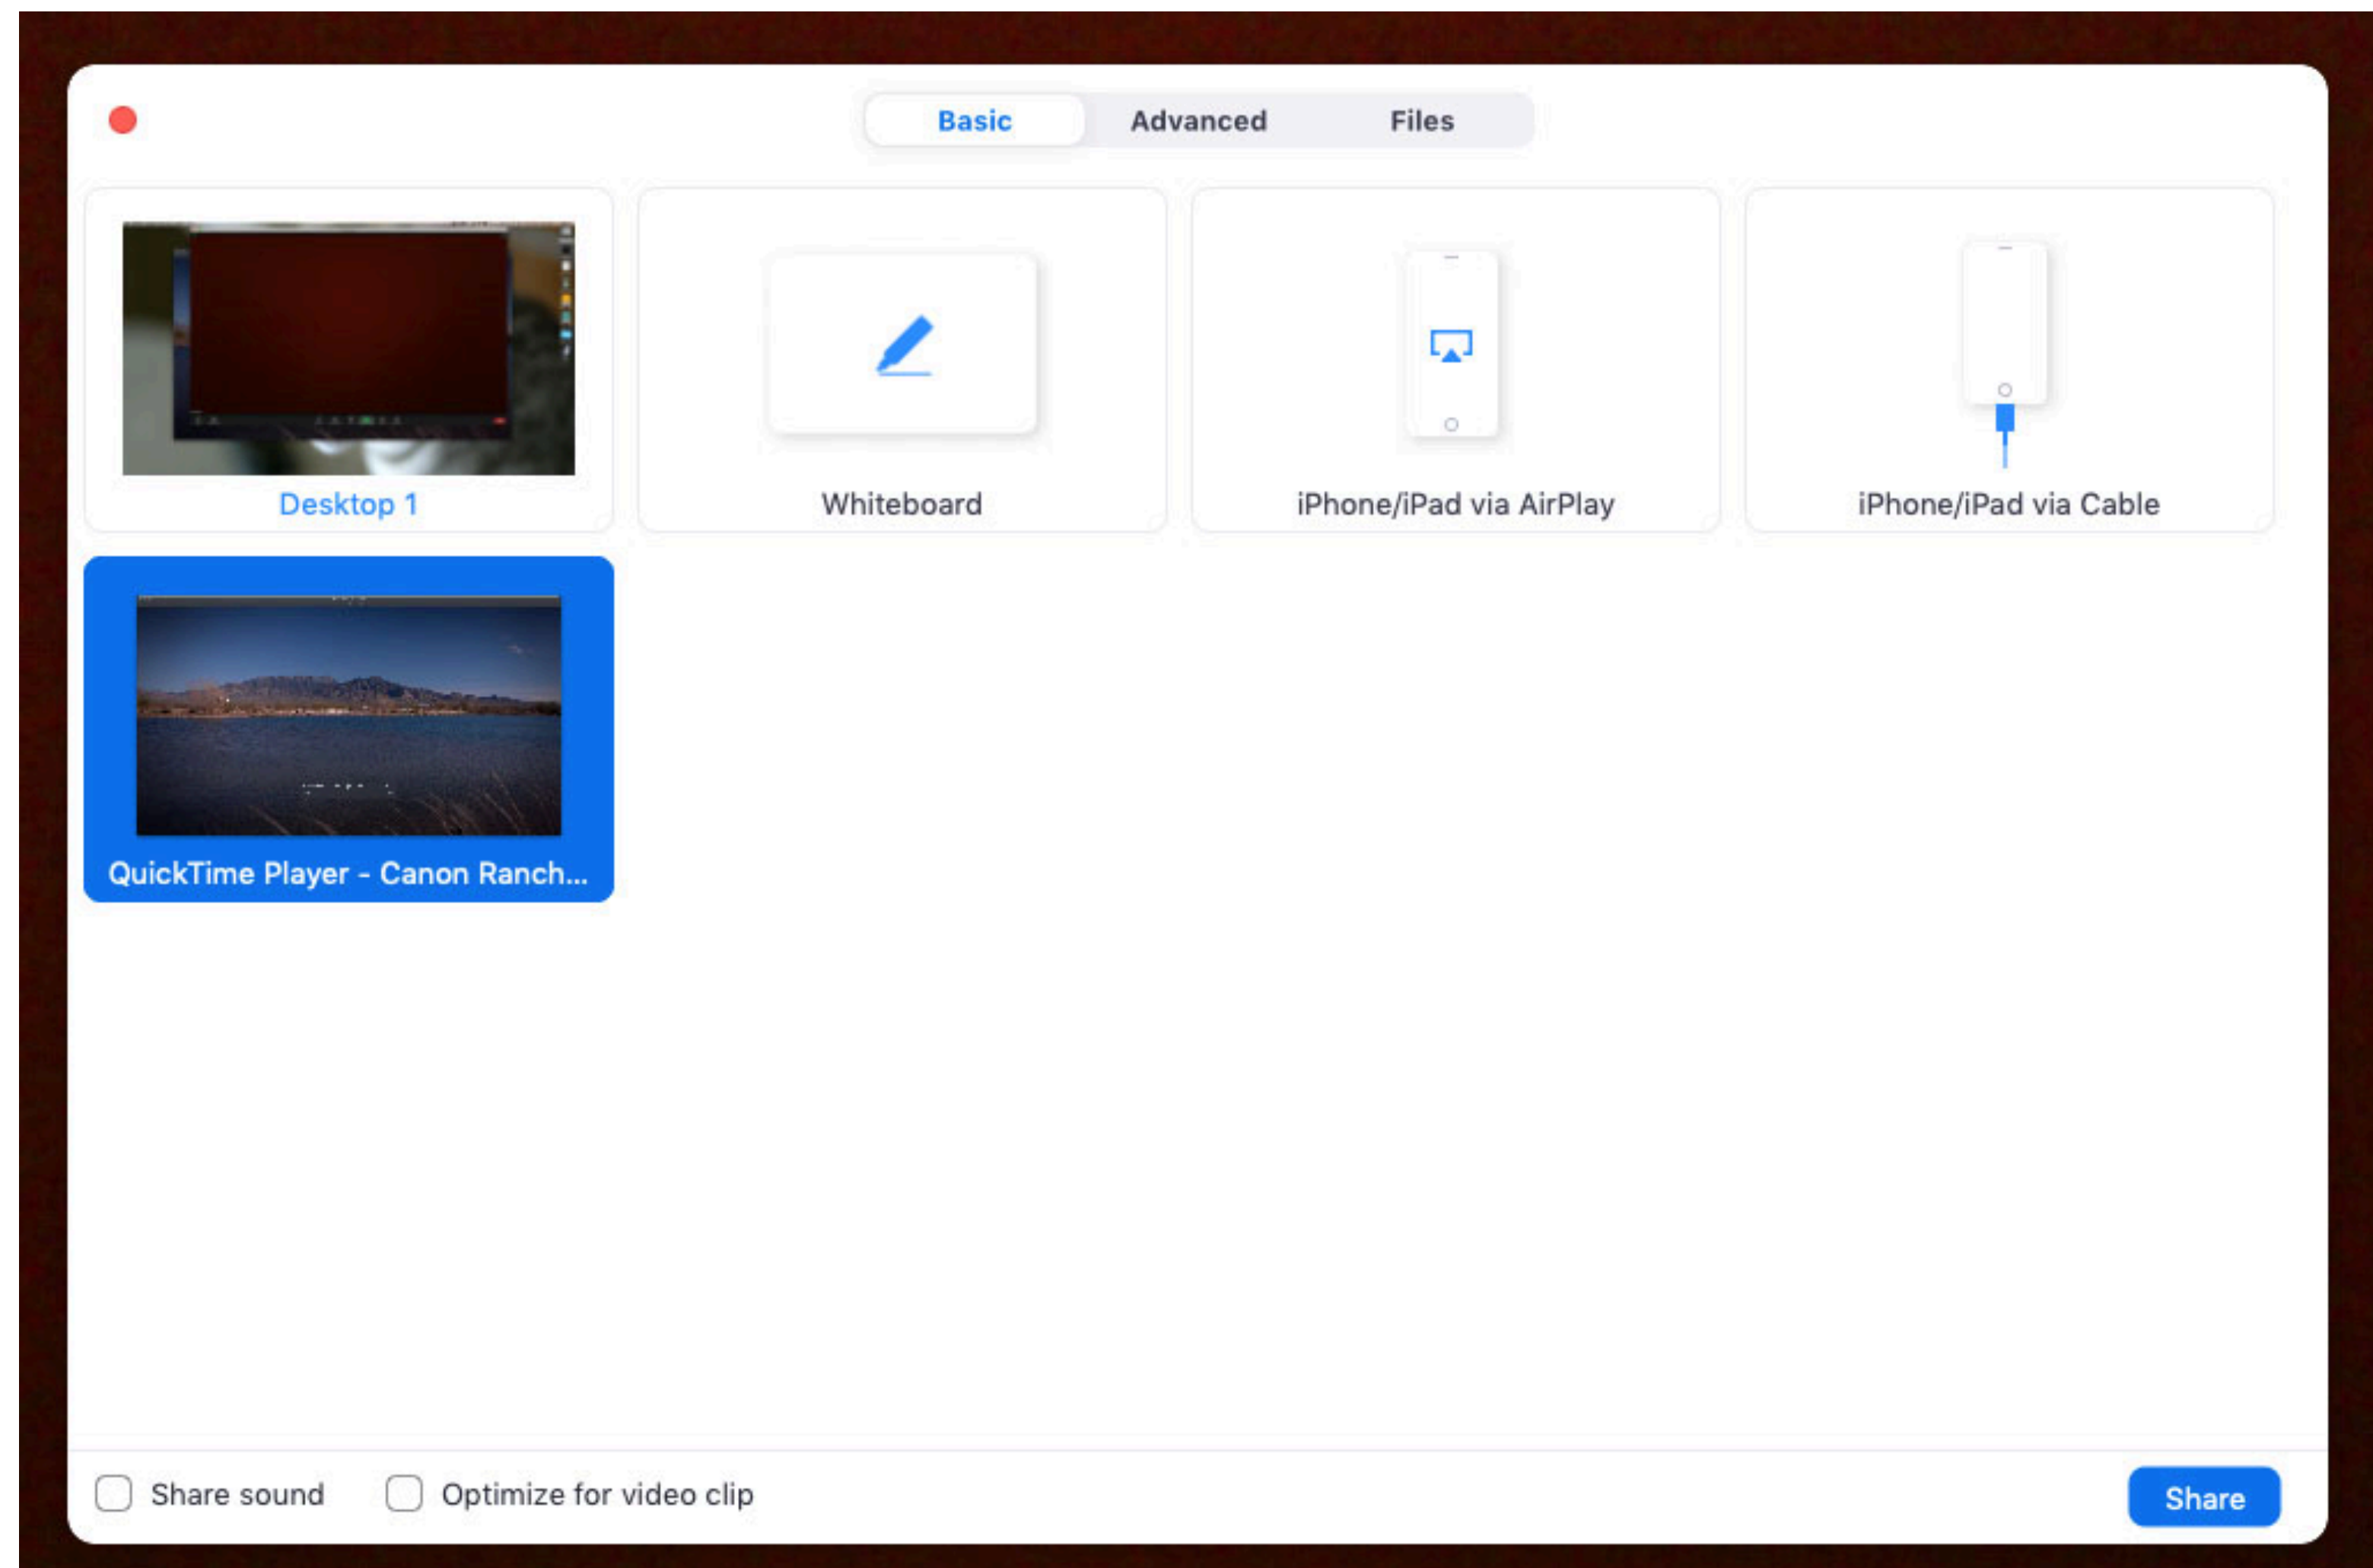 Basic Advanced Files
Desktop 1
Whiteboard
iPhone/iPad via AirPlay
iPhone/iPad via Cable
QuickTime Player - Canon Ranch...
Share sound
Optimize for video clip
Share